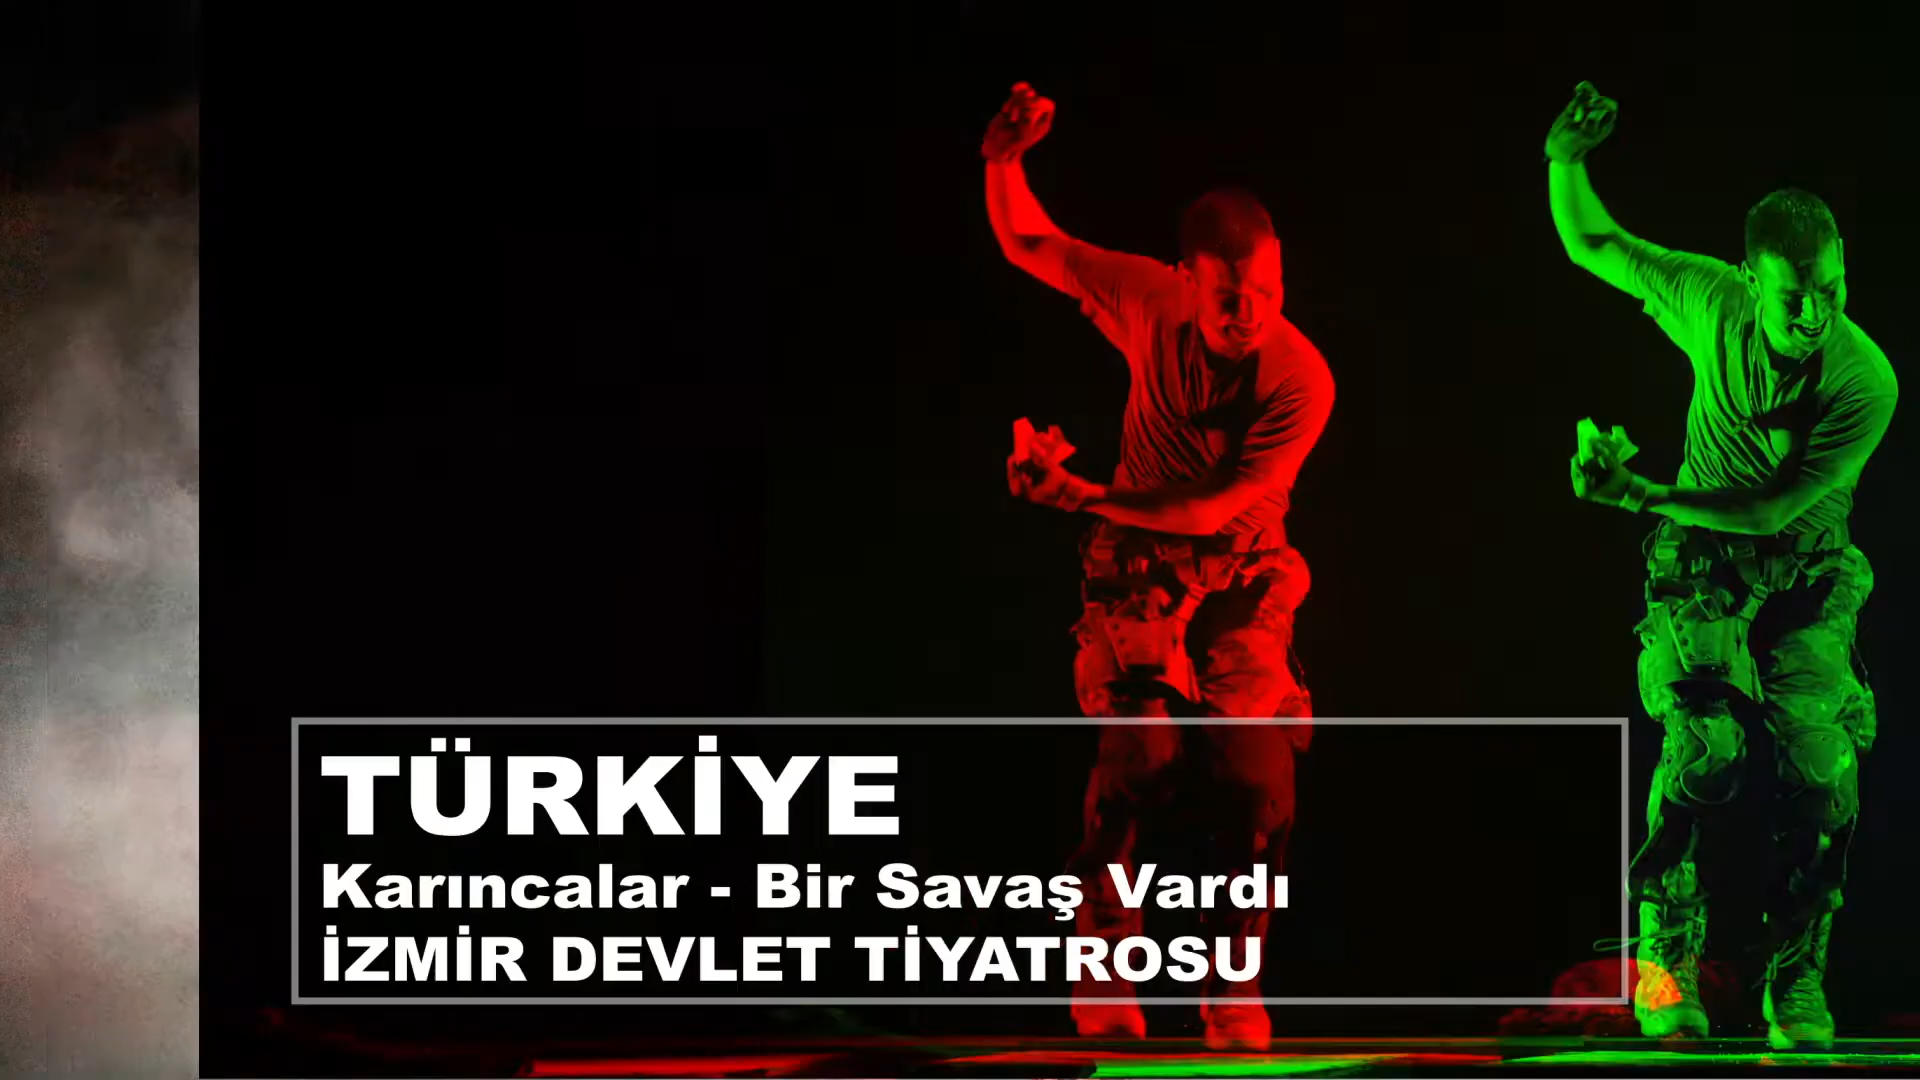 TÜRKİYE
Karıncalar - Bir Savaş Vardı
İZMİR DEVLET TİYATROSU